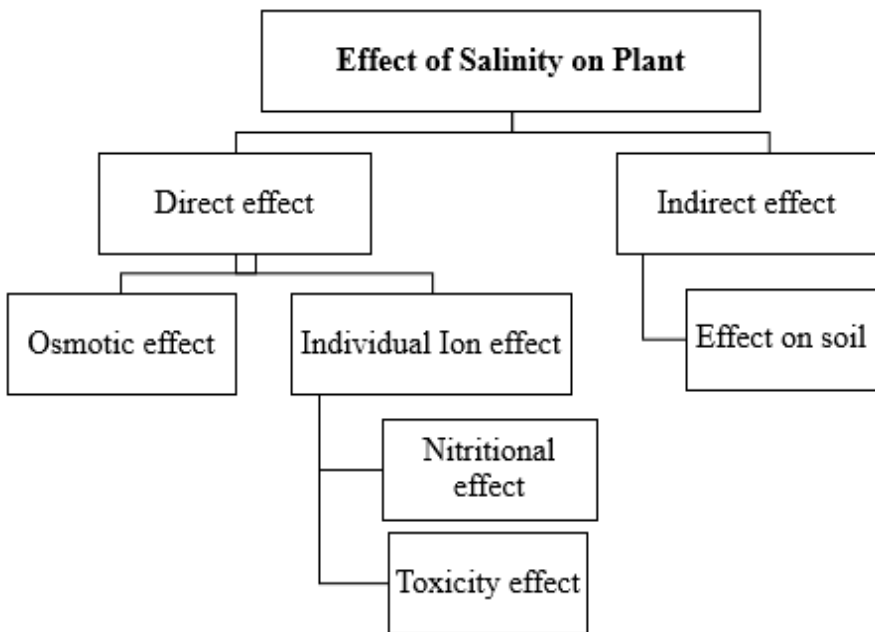 Effect of Salinity on Plant
Direct effect
Indirect effect
Osmotic effect
Individual Ion effect
Effect on soil
Nitritional
effect
Toxicity effect